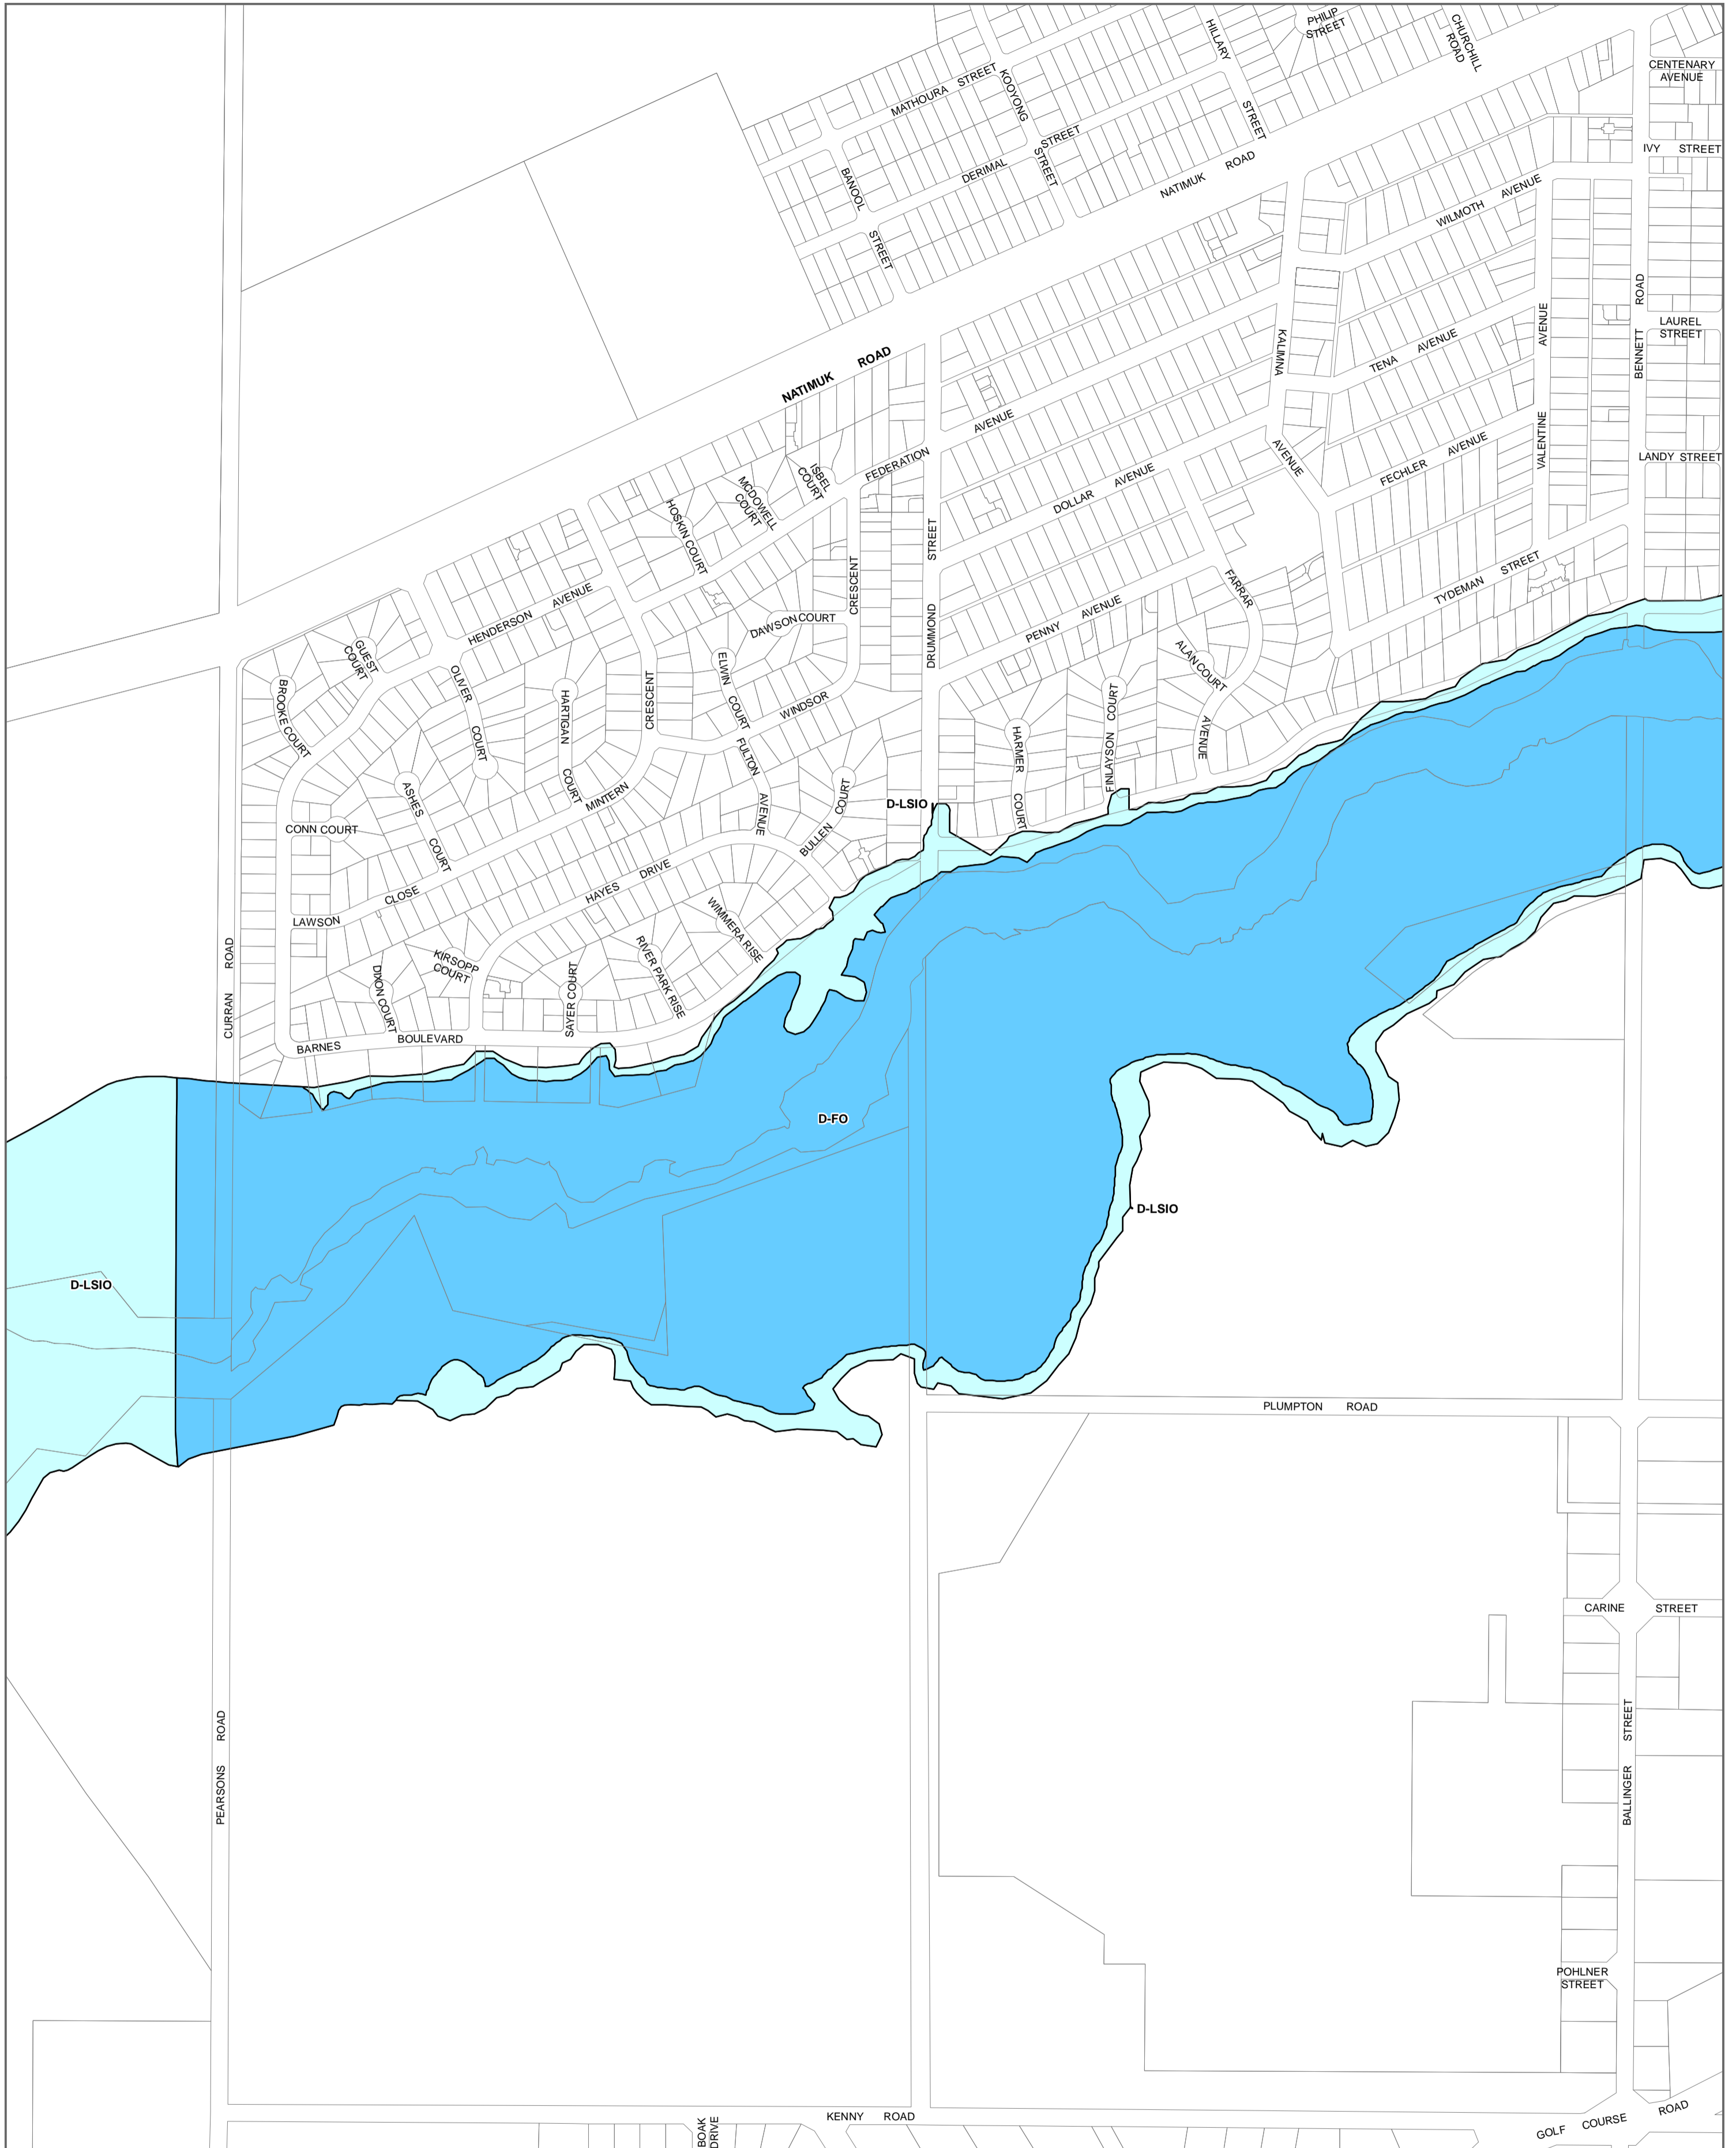 HILLARY
STREET
PHILIP
STREET
CHURCHILL
ROAD
CENTENARY
AVENUE
MATHOURA STREET
KOOYONG
STREET
IVY STREET
BANOOL
STREET
DERIMAL
STREET
NATIMUK ROAD
WILMOTH AVENUE
KALIMNA
AVENUE
TENA AVENUE
VALENTINE AVENUE
BENNETT ROAD
LAUREL
STREET
NATIMUK ROAD
FEDERATION
AVENUE
DOLLAR AVENUE
FECHLER AVENUE
LANDY STREET
ISBEL
COURT
MCDOWELL
COURT
HOSKIN COURT
CRESCENT
DRUMMOND STREET
TYDEMAN STREET
FARRAR
AVENUE
PENNY AVENUE
ALAN COURT
HENDERSON AVENUE
DAWSON COURT
GUEST
COURT
BROOKE COURT
OLIVER
COURT
HARTIGAN
COURT
CRESCENT
ELWIN COURT
WINDSOR
FULTON
AVENUE
HARMER
COURT
FINLAYSON COURT
ASHES
COURT
MINTERN
BULLEN COURT
D-LSIO
CONN COURT
LAWSON CLOSE
HAYES DRIVE
WIMMERA RISE
RIVER PARK RISE
KIRSOPP
COURT
DIXON COURT
SAYER COURT
CURRAN ROAD
BARNES BOULEVARD
D-FO
D-LSIO
D-LSIO
PLUMPTON ROAD
CARINE STREET
PEARSONS ROAD
BALLINGER STREET
POHLNER
STREET
KENNY ROAD
BOAK
DRIVE
GOLF COURSE ROAD